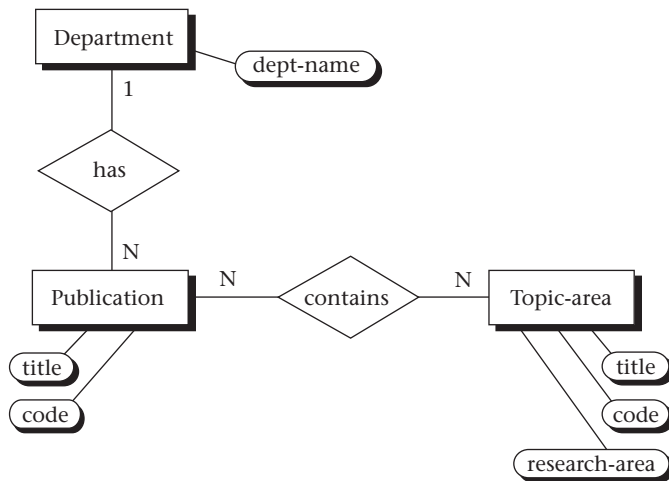 Department
dept-name
1
has
N
Publication
N
contains
N
Topic-area
title
code
title
code
research-area